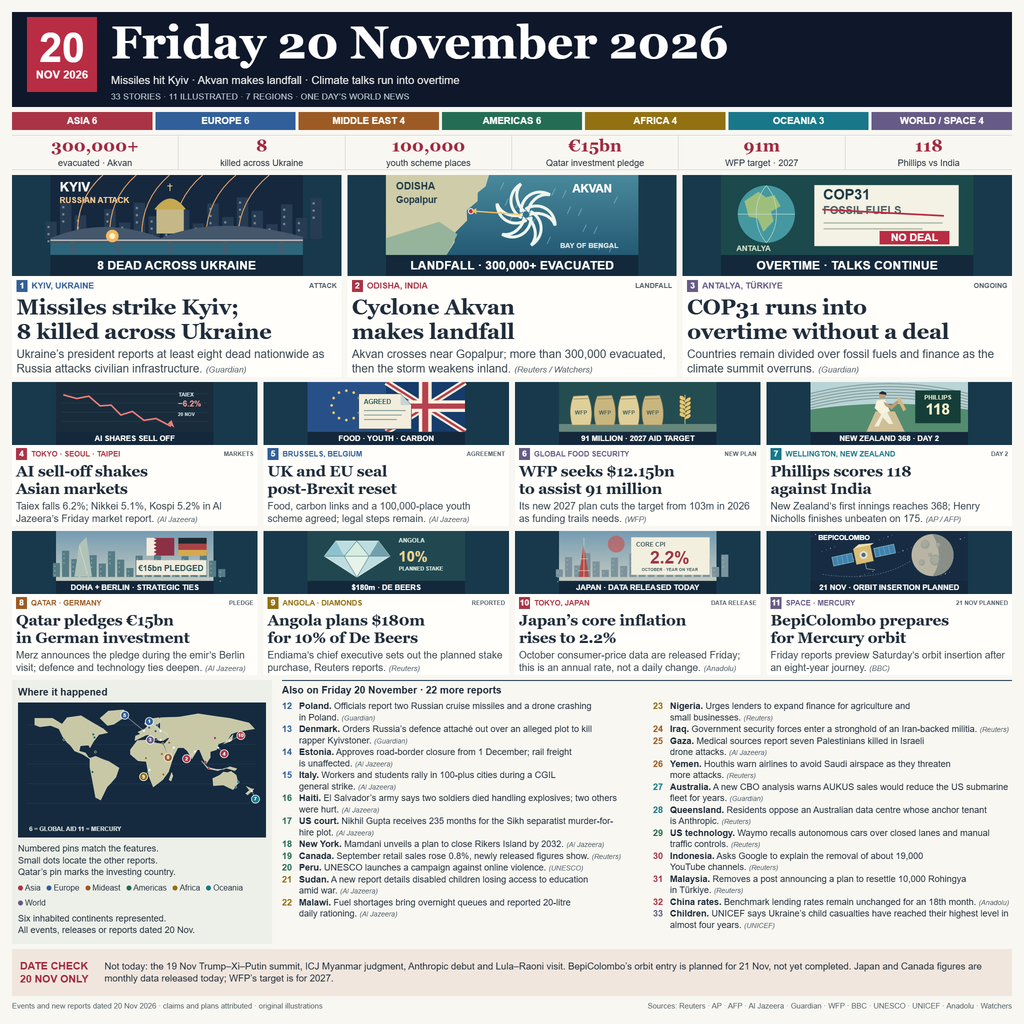 20
NOV 2026
Friday 20 November 2026
Missiles hit Kyiv · Akvan makes landfall · Climate talks run into overtime
33 STORIES · 11 ILLUSTRATED · 7 REGIONS · ONE DAY'S WORLD NEWS
ASIA 6
EUROPE 6
MIDDLE EAST 4
AMERICAS 6
AFRICA 4
OCEANIA 3
WORLD / SPACE 4
300,000+
evacuated · Akvan
8
killed across Ukraine
100,000
youth scheme places
€15bn
Qatar investment pledge
91m
WFP target · 2027
118
Phillips vs India
KYIV
RUSSIAN ATTACK
8 DEAD ACROSS UKRAINE
1 KYIV, UKRAINE
ATTACK
Missiles strike Kyiv;
8 killed across Ukraine
Ukraine's president reports at least eight dead nationwide as
Russia attacks civilian infrastructure. (Guardian)
ODISHA
Gopalpur
AKVAN
BAY OF BENGAL
LANDFALL · 300,000+ EVACUATED
2 ODISHA, INDIA
LANDFALL
Cyclone Akvan
makes landfall
Akvan crosses near Gopalpur; more than 300,000 evacuated,
then the storm weakens inland. (Reuters / Watchers)
COP31
FOSSIL FUELS
NO DEAL
ANTALYA
OVERTIME · TALKS CONTINUE
3 ANTALYA, TÜRKIYE
ONGOING
COP31 runs into
overtime without a deal
Countries remain divided over fossil fuels and finance as the
climate summit overruns. (Guardian)
TAIEX
−6.2%
20 NOV
AI SHARES SELL OFF
4 TOKYO · SEOUL · TAIPEI
MARKETS
AI sell-off shakes
Asian markets
Taiex falls 6.2%; Nikkei 5.1%, Kospi 5.2% in Al
Jazeera's Friday market report. (Al Jazeera)
AGREED
FOOD · YOUTH · CARBON
5 BRUSSELS, BELGIUM
AGREEMENT
UK and EU seal
post-Brexit reset
Food, carbon links and a 100,000-place youth
scheme agreed; legal steps remain. (Al Jazeera)
WFP
WFP
WFP
WFP
91 MILLION · 2027 AID TARGET
6 GLOBAL FOOD SECURITY
NEW PLAN
WFP seeks $12.15bn
to assist 91 million
Its new 2027 plan cuts the target from 103m in 2026
as funding trails needs. (WFP)
PHILLIPS
118
NEW ZEALAND 368 · DAY 2
7 WELLINGTON, NEW ZEALAND
DAY 2
Phillips scores 118
against India
New Zealand's first innings reaches 368; Henry
Nicholls finishes unbeaten on 175. (AP / AFP)
€15bn PLEDGED
DOHA + BERLIN · STRATEGIC TIES
8 QATAR · GERMANY
PLEDGE
Qatar pledges €15bn
in German investment
Merz announces the pledge during the emir's Berlin
visit; defence and technology ties deepen. (Al Jazeera)
ANGOLA
10%
PLANNED STAKE
$180m · DE BEERS
9 ANGOLA · DIAMONDS
REPORTED
Angola plans $180m
for 10% of De Beers
Endiama's chief executive sets out the planned stake
purchase, Reuters reports. (Reuters)
CORE CPI
2.2%
OCTOBER YEAR ON YEAR
JAPAN · DATA RELEASED TODAY
10 TOKYO, JAPAN
DATA RELEASE
Japan's core inflation
rises to 2.2%
October consumer-price data are released Friday;
this is an annual rate, not a daily change. (Anadolu)
BEPICOLOMBO
21 NOV · ORBIT INSERTION PLANNED
11 SPACE · MERCURY
21 NOV PLANNED
BepiColombo prepares
for Mercury orbit
Friday reports preview Saturday's orbit insertion after
an eight-year journey. (BBC)
Where it happened
5
1
3
8
2
4
10
9
7
6 = GLOBAL AID 11 = MERCURY
Numbered pins match the features.
Small dots locate the other reports.
Qatar's pin marks the investing country.
Asia Europe Mideast Americas Africa Oceania
World
Six inhabited continents represented.
All events, releases or reports dated 20 Nov.
Also on Friday 20 November · 22 more reports
12 Poland. Officials report two Russian cruise missiles and a drone crashing
in Poland. (Guardian)
13 Denmark. Orders Russia's defence attaché out over an alleged plot to kill
rapper Kyivstoner. (Guardian)
14 Estonia. Approves road-border closure from 1 December; rail freight
is unaffected. (Al Jazeera)
15 Italy. Workers and students rally in 100-plus cities during a CGIL
general strike. (Al Jazeera)
16 Haiti. El Salvador's army says two soldiers died handling explosives; two others
were hurt. (Al Jazeera)
17 US court. Nikhil Gupta receives 235 months for the Sikh separatist murder-for-
hire plot. (Al Jazeera)
18 New York. Mamdani unveils a plan to close Rikers Island by 2032. (Al Jazeera)
19 Canada. September retail sales rose 0.8%, newly released figures show. (Reuters)
20 Peru. UNESCO launches a campaign against online violence. (UNESCO)
21 Sudan. A new report details disabled children losing access to education
amid war. (Al Jazeera)
22 Malawi. Fuel shortages bring overnight queues and reported 20-litre
daily rationing. (Al Jazeera)
23 Nigeria. Urges lenders to expand finance for agriculture and
small businesses. (Reuters)
24 Iraq. Government security forces enter a stronghold of an Iran-backed militia. (Reuters)
25 Gaza. Medical sources report seven Palestinians killed in Israeli
drone attacks. (Al Jazeera)
26 Yemen. Houthis warn airlines to avoid Saudi airspace as they threaten
more attacks. (Reuters)
27 Australia. A new CBO analysis warns AUKUS sales would reduce the US submarine
fleet for years. (Guardian)
28 Queensland. Residents oppose an Australian data centre whose anchor tenant
is Anthropic. (Reuters)
29 US technology. Waymo recalls autonomous cars over closed lanes and manual
traffic controls. (Reuters)
30 Indonesia. Asks Google to explain the removal of about 19,000
YouTube channels. (Reuters)
31 Malaysia. Removes a post announcing a plan to resettle 10,000 Rohingya
in Türkiye. (Reuters)
32 China rates. Benchmark lending rates remain unchanged for an 18th month. (Anadolu)
33 Children. UNICEF says Ukraine's child casualties have reached their highest level in
almost four years. (UNICEF)
DATE CHECK
20 NOV ONLY
Not today: the 19 Nov Trump–Xi–Putin summit, ICJ Myanmar judgment, Anthropic debut and Lula–Raoni visit. BepiColombo's orbit entry is planned for 21 Nov, not yet completed. Japan and Canada figures are
monthly data released today; WFP's target is for 2027.
Events and new reports dated 20 Nov 2026 · claims and plans attributed · original illustrations
Sources: Reuters · AP · AFP · Al Jazeera · Guardian · WFP · BBC · UNESCO · UNICEF · Anadolu · Watchers